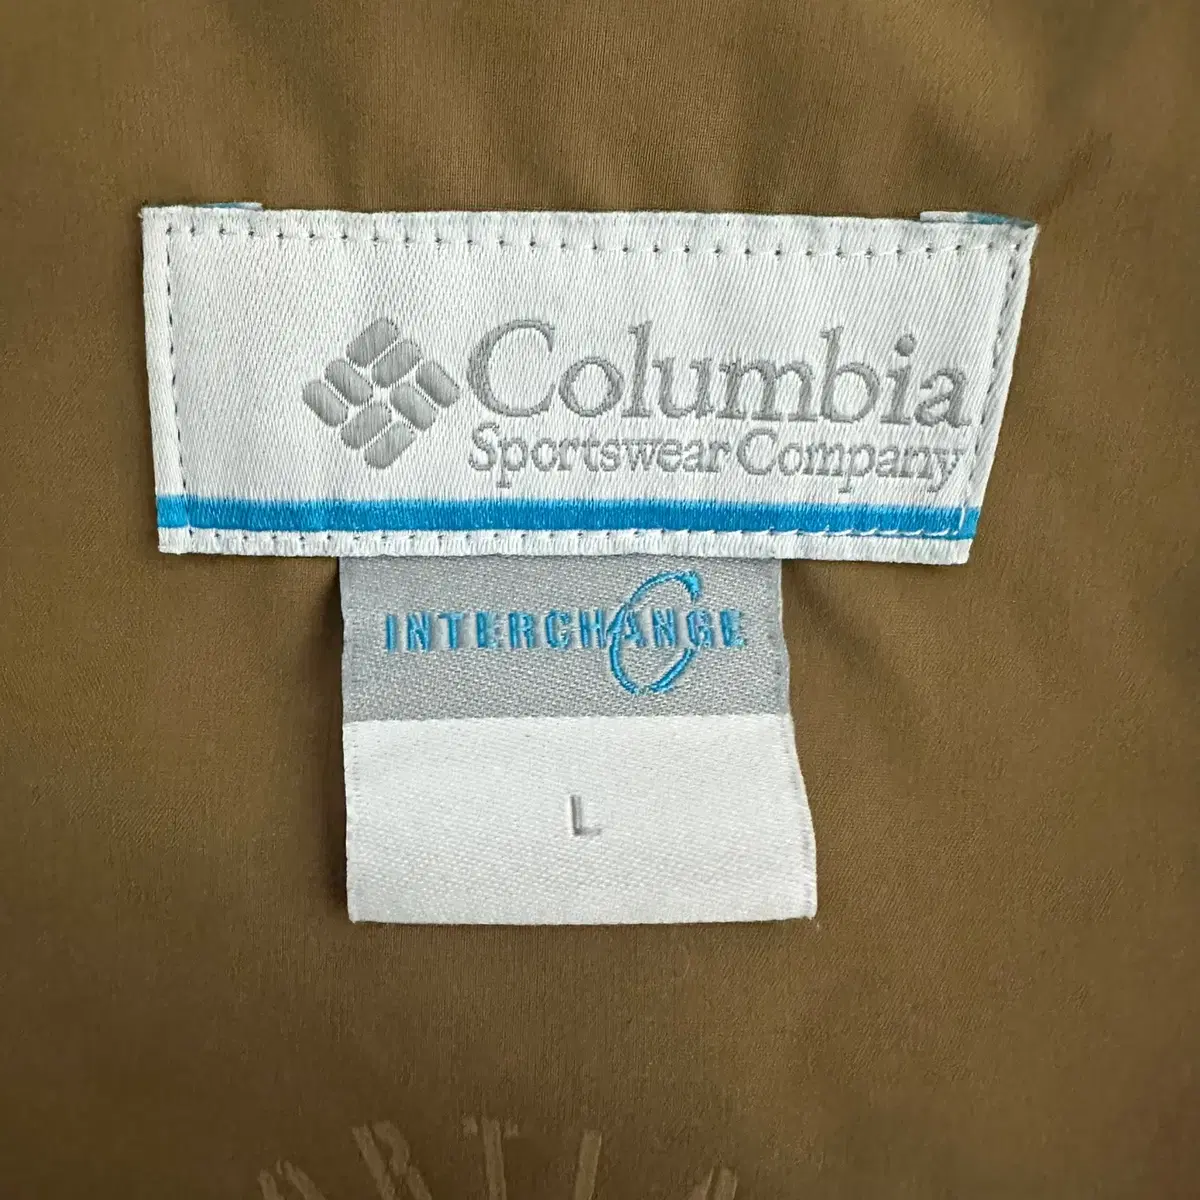 Columbia
Sportswear Company
INTERCHANGE
L